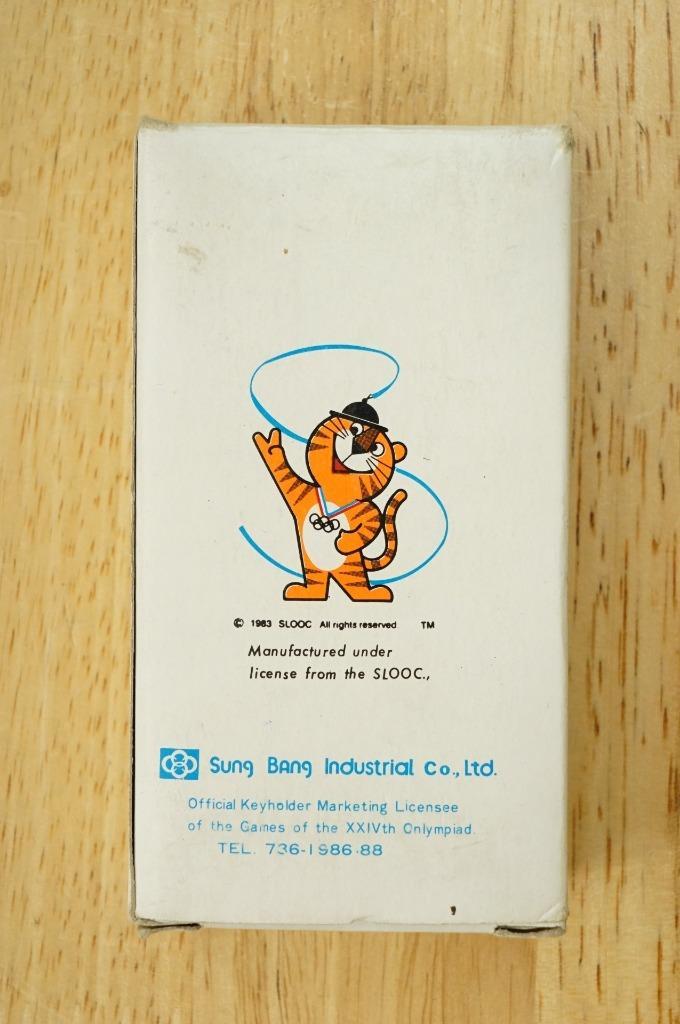 © 1983 SLOOC All rights reserved. TM
Manufactured under
license from the SLOOC.,
Sung Bang Industrial Co., Ltd.
Official Keyholder Marketing Licensee
of the Games of the XXIVth Onlympiad.
TEL. 736-1986·88